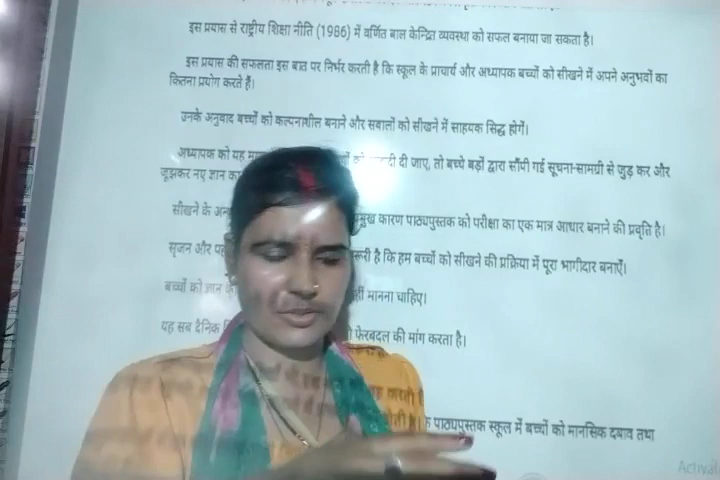 इस प्रयास से राष्ट्रीय शिक्षा नीति (1986) में वर्णित बाल केन्द्रित व्यवस्था को सफल बनाया जा सकता है।
इस प्रयास की सफलता इस बात पर निर्भर करती है कि स्कूल के प्राचार्य और अध्यापक बच्चों को सीखने में अपने अनुभवों का
कितना प्रयोग करते हैं।
उनके अनुवाद बच्चों को कल्पनाशील बनाने और सवालों को सीखने में साहयक सिद्ध होगें।
अध्यापक को यह दी जाए, तो बच्चे बड़ों द्वारा सौंपी गई सूचना-सामग्री से जुड़ कर और
जूझकर नए ज्ञान का
सीखने के कारण पाठ्यपुस्तक को परीक्षा का एक मात्र आधार बनाने की प्रवृति है।
सृजन और है कि हम बच्चों को सीखने की प्रक्रिया में पूरा भागीदार बनाएँ।
बच्चों को ज्ञान मानना चाहिए।
यह सब दैनिक फेरबदल की मांग करता है।
पाठ्यपुस्तक स्कूल में बच्चों को मानसिक दबाव तथा